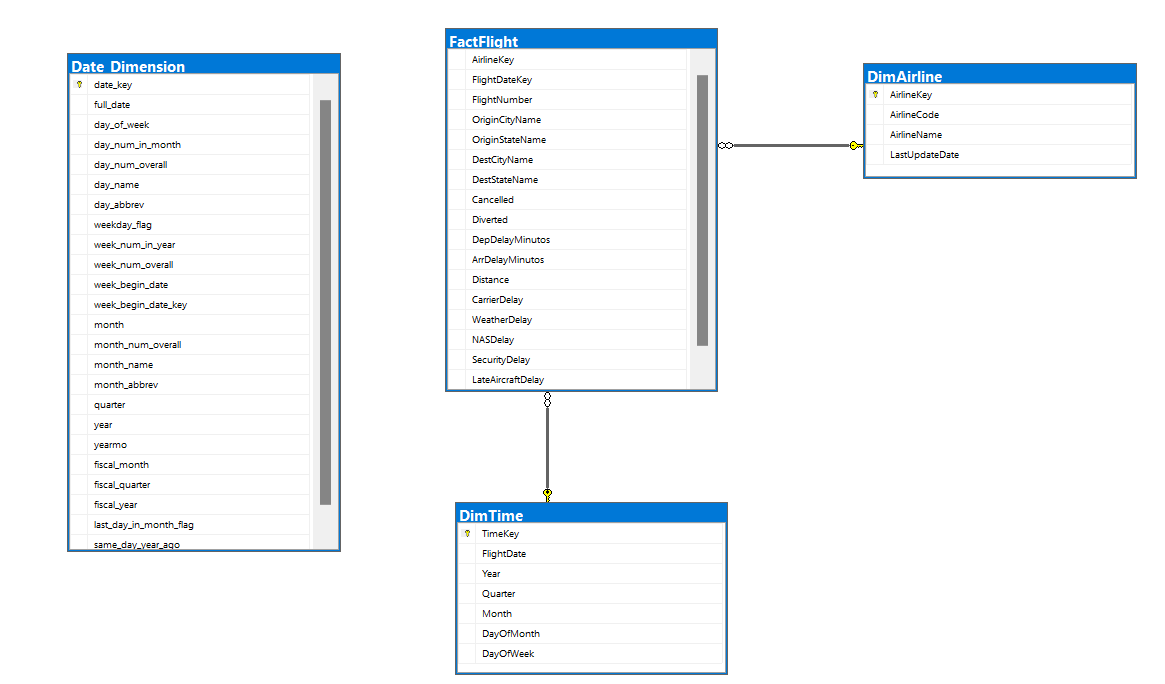 Date_Dimension
date_key
full_date
day_of_week
day_num_in_month
day_num_overall
day_name
day_abbrev
weekday_flag
week_num_in_year
week_num_overall
week_begin_date
week_begin_date_key
month
month_num_overall
month_name
month_abbrev
quarter
year
yearmo
fiscal_month
fiscal_quarter
fiscal_year
last_day_in_month_flag
same_day_year_ago
FactFlight
AirlineKey
FlightDateKey
FlightNumber
OriginCityName
OriginStateName
DestCityName
DestStateName
Cancelled
Diverted
DepDelayMinutos
ArrDelayMinutos
Distance
CarrierDelay
WeatherDelay
NASDelay
SecurityDelay
LateAircraftDelay
DimAirline
AirlineKey
AirlineCode
AirlineName
LastUpdateDate
DimTime
TimeKey
FlightDate
Year
Quarter
Month
DayOfMonth
DayOfWeek